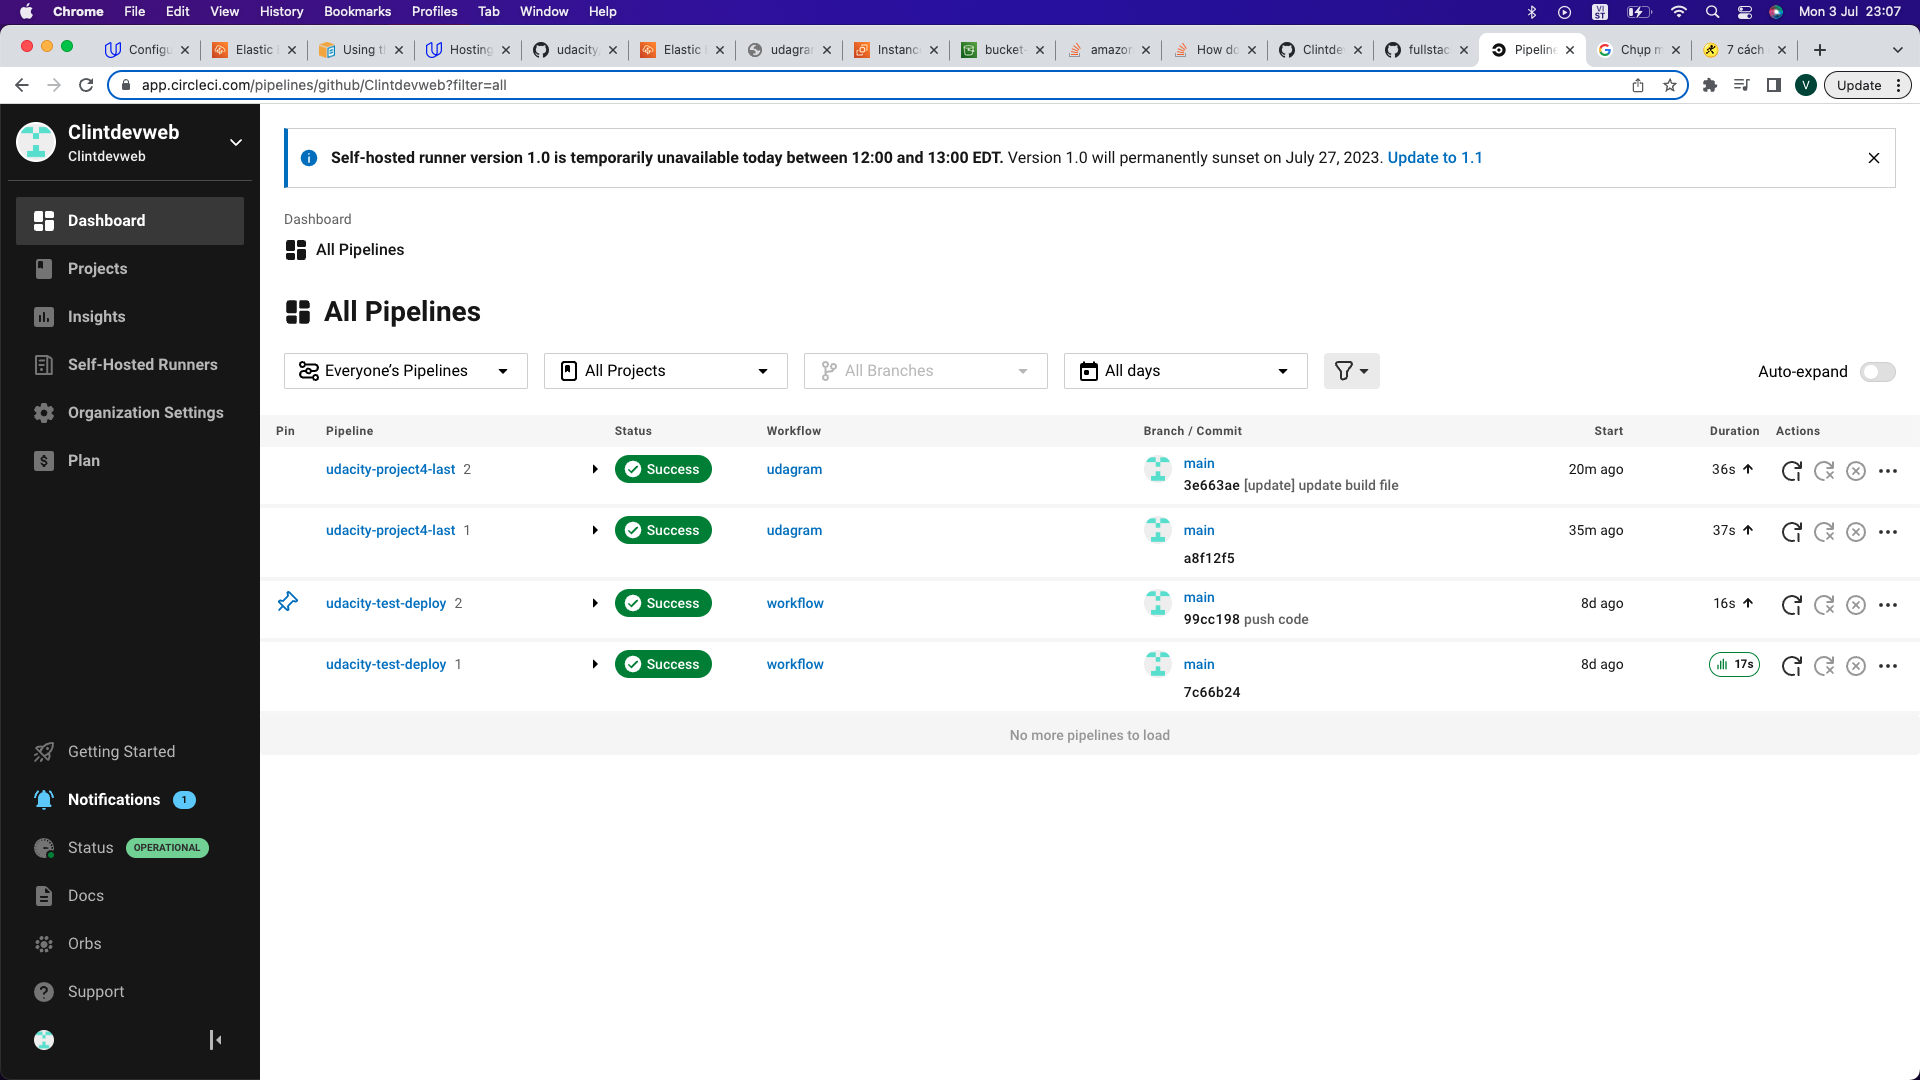 Chrome File Edit View History Bookmarks Profiles Tab Window Help VI ST Mon 3 Jul 23:07
Configu Elastic Using th Hosting udacity. Elastic udagram Instance bucket- amazon How do Clintdev fullstac Pipeline Chụp m 7 cách
app.circleci.com/pipelines/github/Clintdevweb?filter=all V Update
Clintdevweb
Clintdevweb
Dashboard
Projects
Insights
Self-Hosted Runners
Organization Settings
Plan
Getting Started
Notifications 1
Status OPERATIONAL
Docs
Orbs
Support
Self-hosted runner version 1.0 is temporarily unavailable today between 12:00 and 13:00 EDT. Version 1.0 will permanently sunset on July 27, 2023. Update to 1.1
Dashboard
All Pipelines
All Pipelines
Everyone’s Pipelines All Projects All Branches All days Auto-expand
Pin Pipeline Status Workflow Branch / Commit Start Duration Actions
udacity-project4-last 2 Success udagram main 20m ago 36s
3e663ae [update] update build file
udacity-project4-last 1 Success udagram main 35m ago 37s
a8f12f5
udacity-test-deploy 2 Success workflow main 8d ago 16s
99cc198 push code
udacity-test-deploy 1 Success workflow main 8d ago 17s
7c66b24
No more pipelines to load